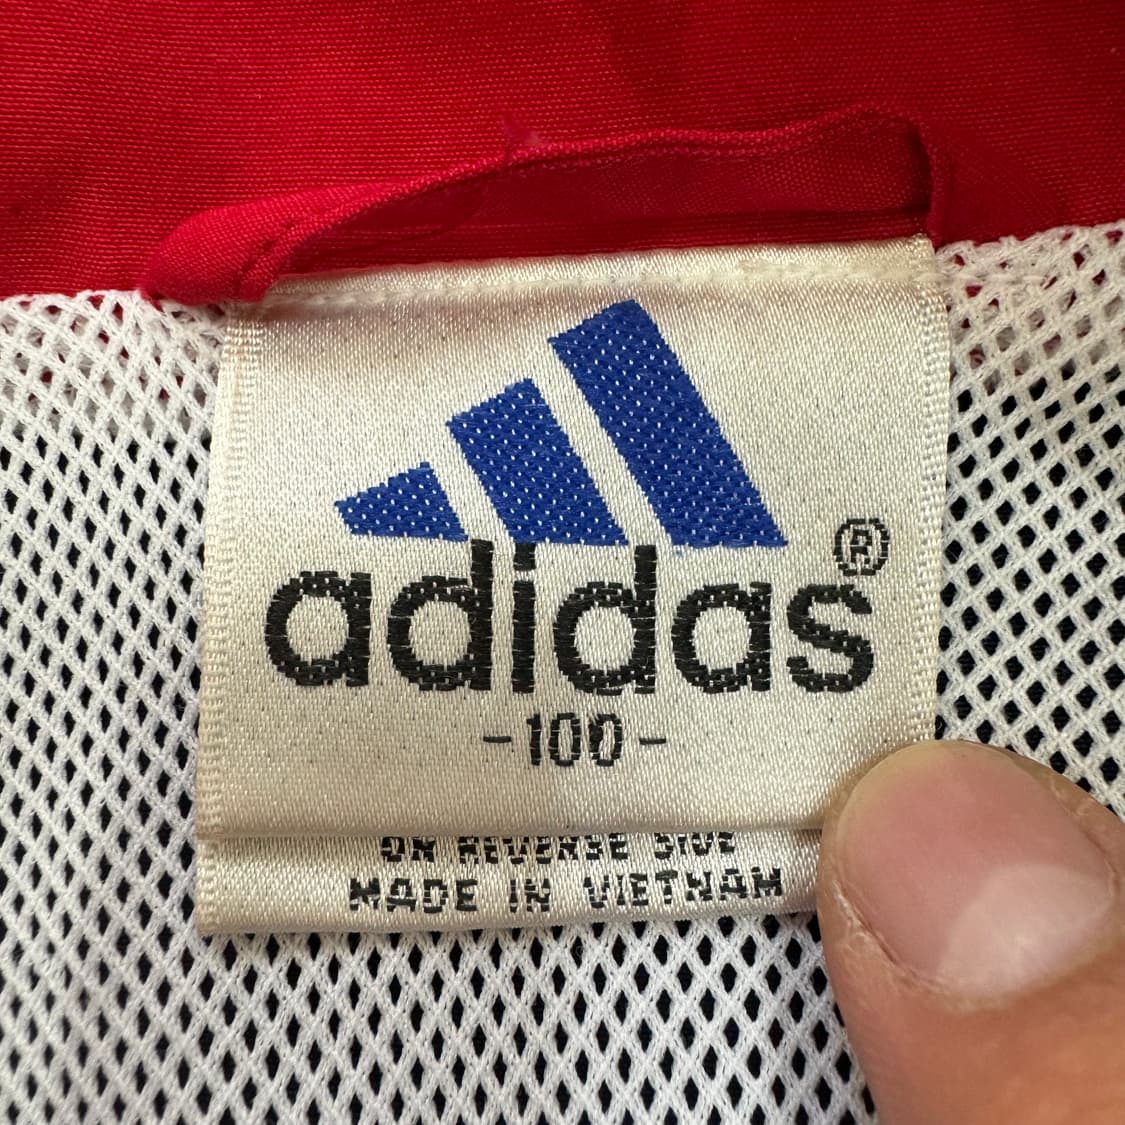 adidas®
-100-
ON REVERSE SIDE
MADE IN VIETNAM